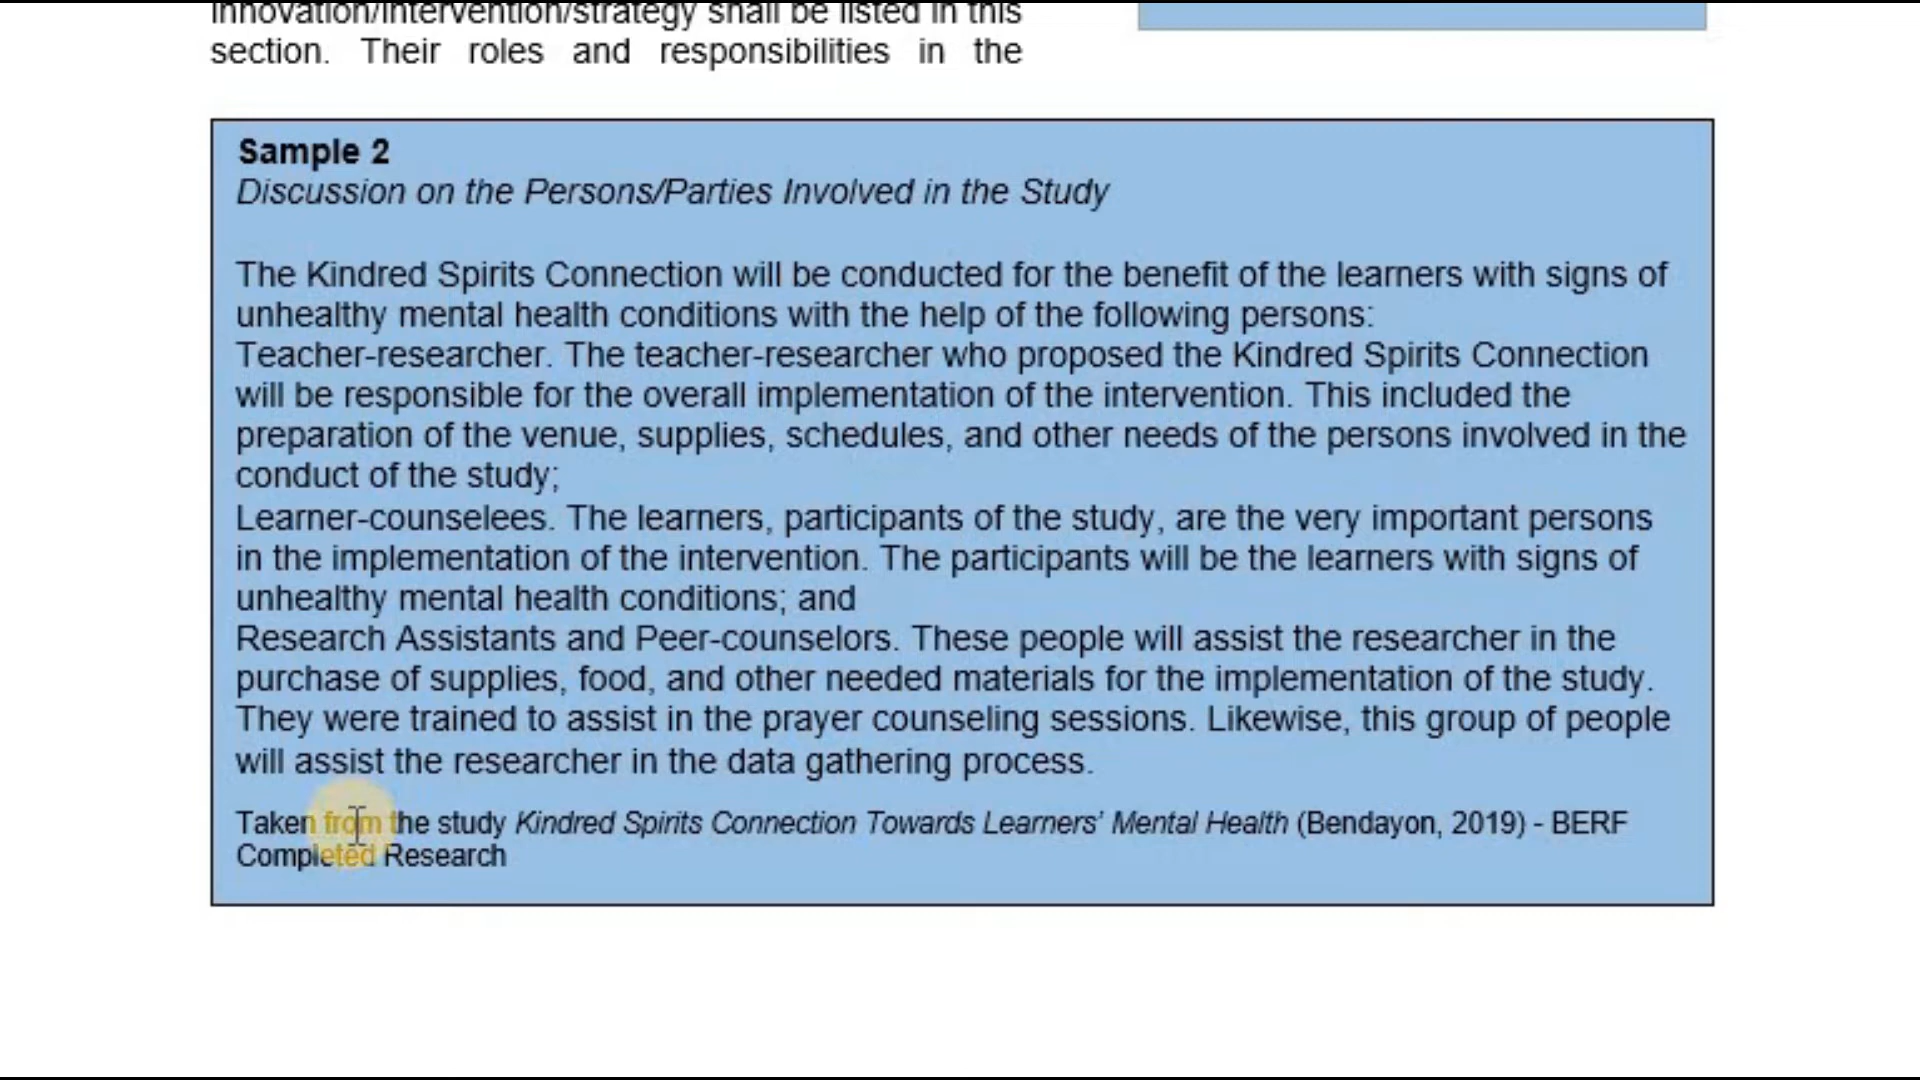 innovation/intervention/strategy shall be listed in this
section. Their roles and responsibilities in the
Sample 2
Discussion on the Persons/Parties Involved in the Study
The Kindred Spirits Connection will be conducted for the benefit of the learners with signs of
unhealthy mental health conditions with the help of the following persons:
Teacher-researcher. The teacher-researcher who proposed the Kindred Spirits Connection
will be responsible for the overall implementation of the intervention. This included the
preparation of the venue, supplies, schedules, and other needs of the persons involved in the
conduct of the study;
Learner-counselees. The learners, participants of the study, are the very important persons
in the implementation of the intervention. The participants will be the learners with signs of
unhealthy mental health conditions; and
Research Assistants and Peer-counselors. These people will assist the researcher in the
purchase of supplies, food, and other needed materials for the implementation of the study.
They were trained to assist in the prayer counseling sessions. Likewise, this group of people
will assist the researcher in the data gathering process.
Taken from the study Kindred Spirits Connection Towards Learners' Mental Health (Bendayon, 2019) - BERF
Completed Research